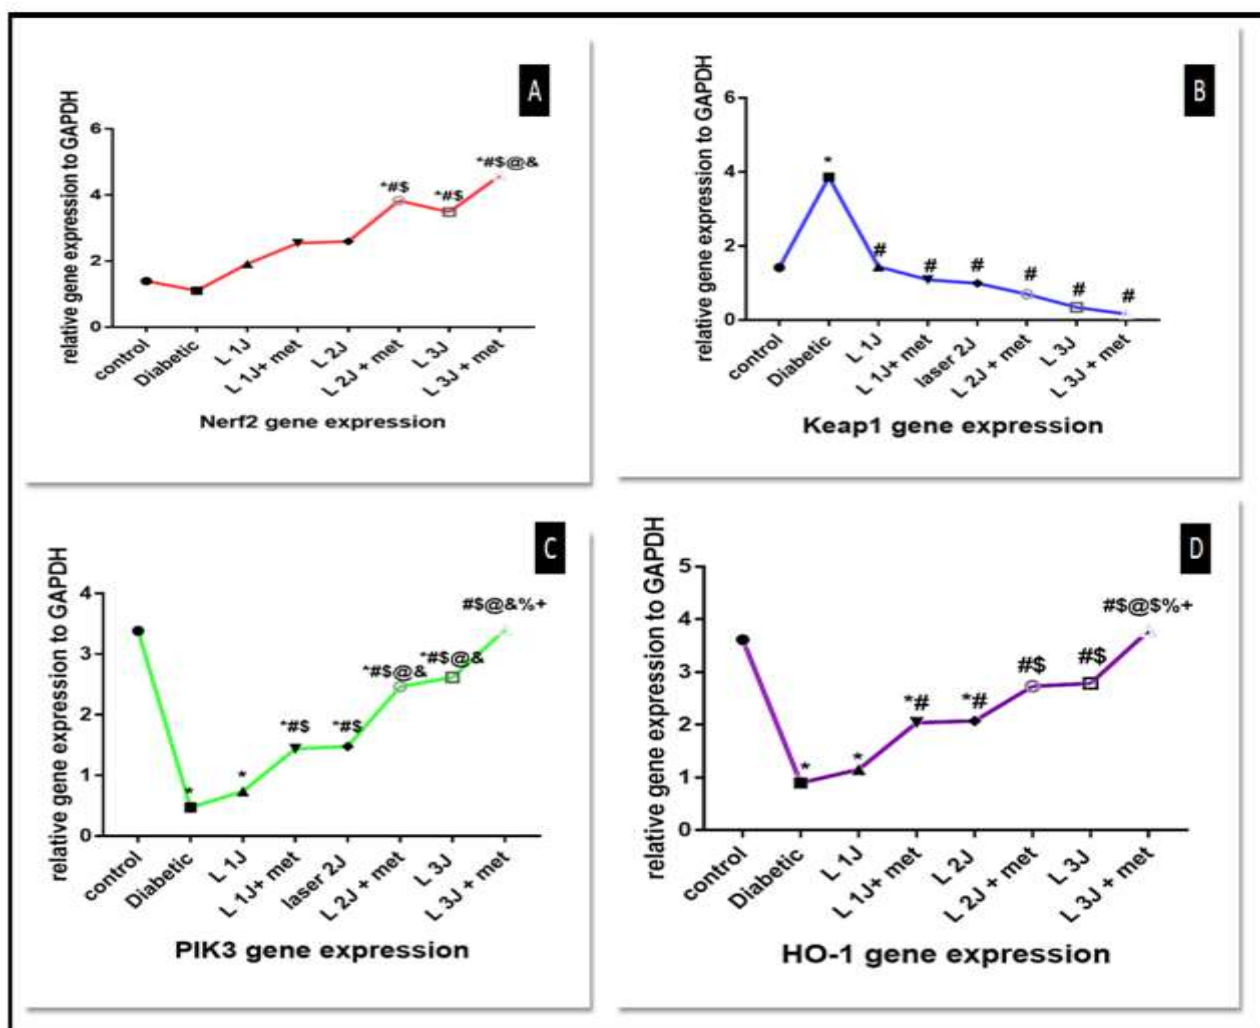 A
relative gene expression to GAPDH
6
4
2
0
*#$
*#$
*#$@&
control
Diabetic
L 1J
L 1J+ met
L 2J
L 2J + met
L 3J
L 3J + met
Nerf2 gene expression
B
relative gene expression to GAPDH
6
4
2
0
*
#
#
#
#
#
#
control
Diabetic
L 1J
L 1J+ met
laser 2J
L 2J + met
L 3J
L 3J + met
Keap1 gene expression
C
relative gene expression to GAPDH
4
3
2
1
0
*
*
*#$
*#$
*#$@&
*#$@&
#$@&%+
control
Diabetic
L 1J
L 1J+ met
laser 2J
L 2J + met
L 3J
L 3J + met
PIK3 gene expression
D
relative gene expression to GAPDH
5
4
3
2
1
0
*
*
*#
*#
#$
#$
#$@$%+
control
Diabetic
L 1J
L 1J+ met
L 2J
L 2J + met
L 3J
L 3J + met
HO-1 gene expression